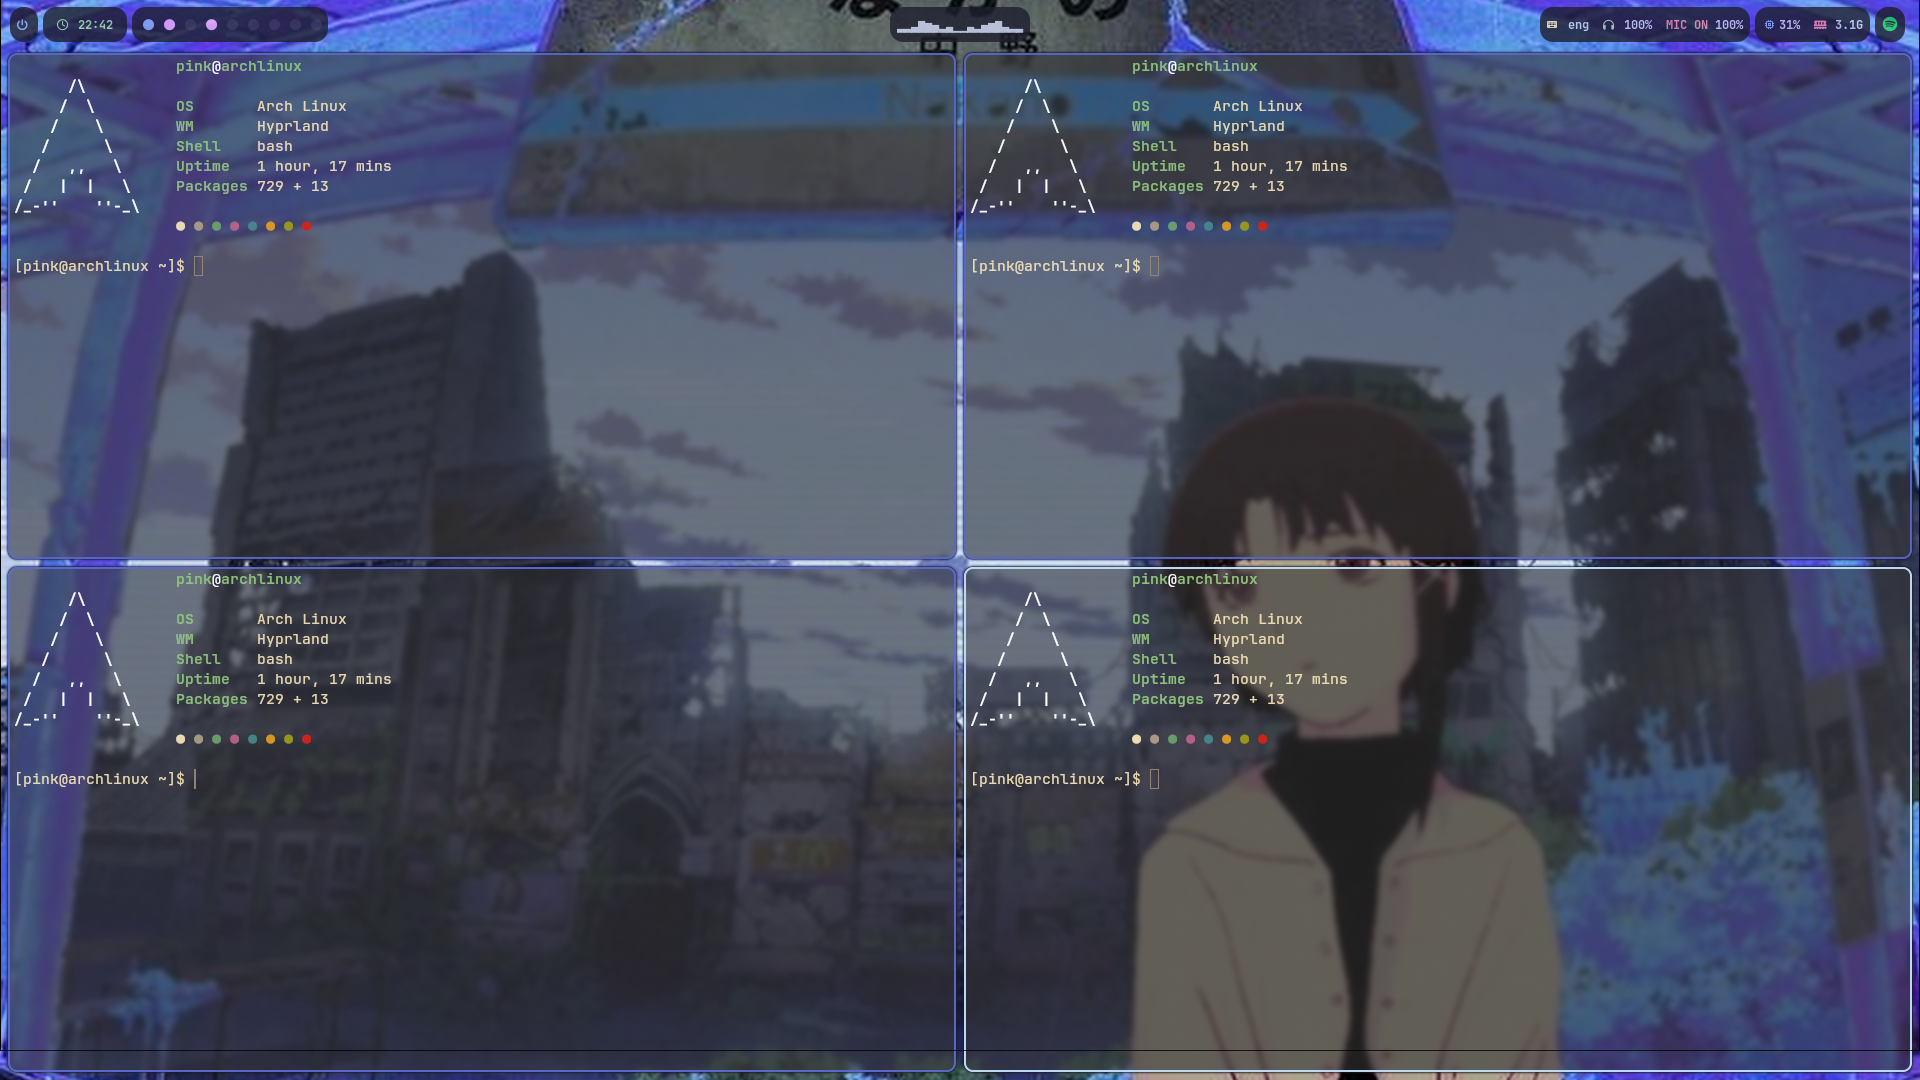 22:42
eng 100% MIC ON 100% 31% 3.1G
中野
Nakano
pink@archlinux
OS Arch Linux
WM Hyprland
Shell bash
Uptime 1 hour, 17 mins
Packages 729 + 13
[pink@archlinux ~]$
pink@archlinux
OS Arch Linux
WM Hyprland
Shell bash
Uptime 1 hour, 17 mins
Packages 729 + 13
[pink@archlinux ~]$
pink@archlinux
OS Arch Linux
WM Hyprland
Shell bash
Uptime 1 hour, 17 mins
Packages 729 + 13
[pink@archlinux ~]$
pink@archlinux
OS Arch Linux
WM Hyprland
Shell bash
Uptime 1 hour, 17 mins
Packages 729 + 13
[pink@archlinux ~]$